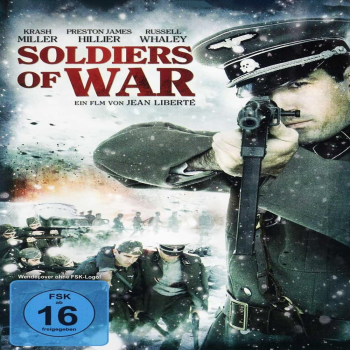 KRASH MILLER PRESTON JAMES HILLIER RUSSELL WHALEY
SOLDIERS
OF WAR
EIN FILM VON JEAN LIBERTÉ
Wendecover ohne FSK-Logo!
FSK
ab
16
freigegeben